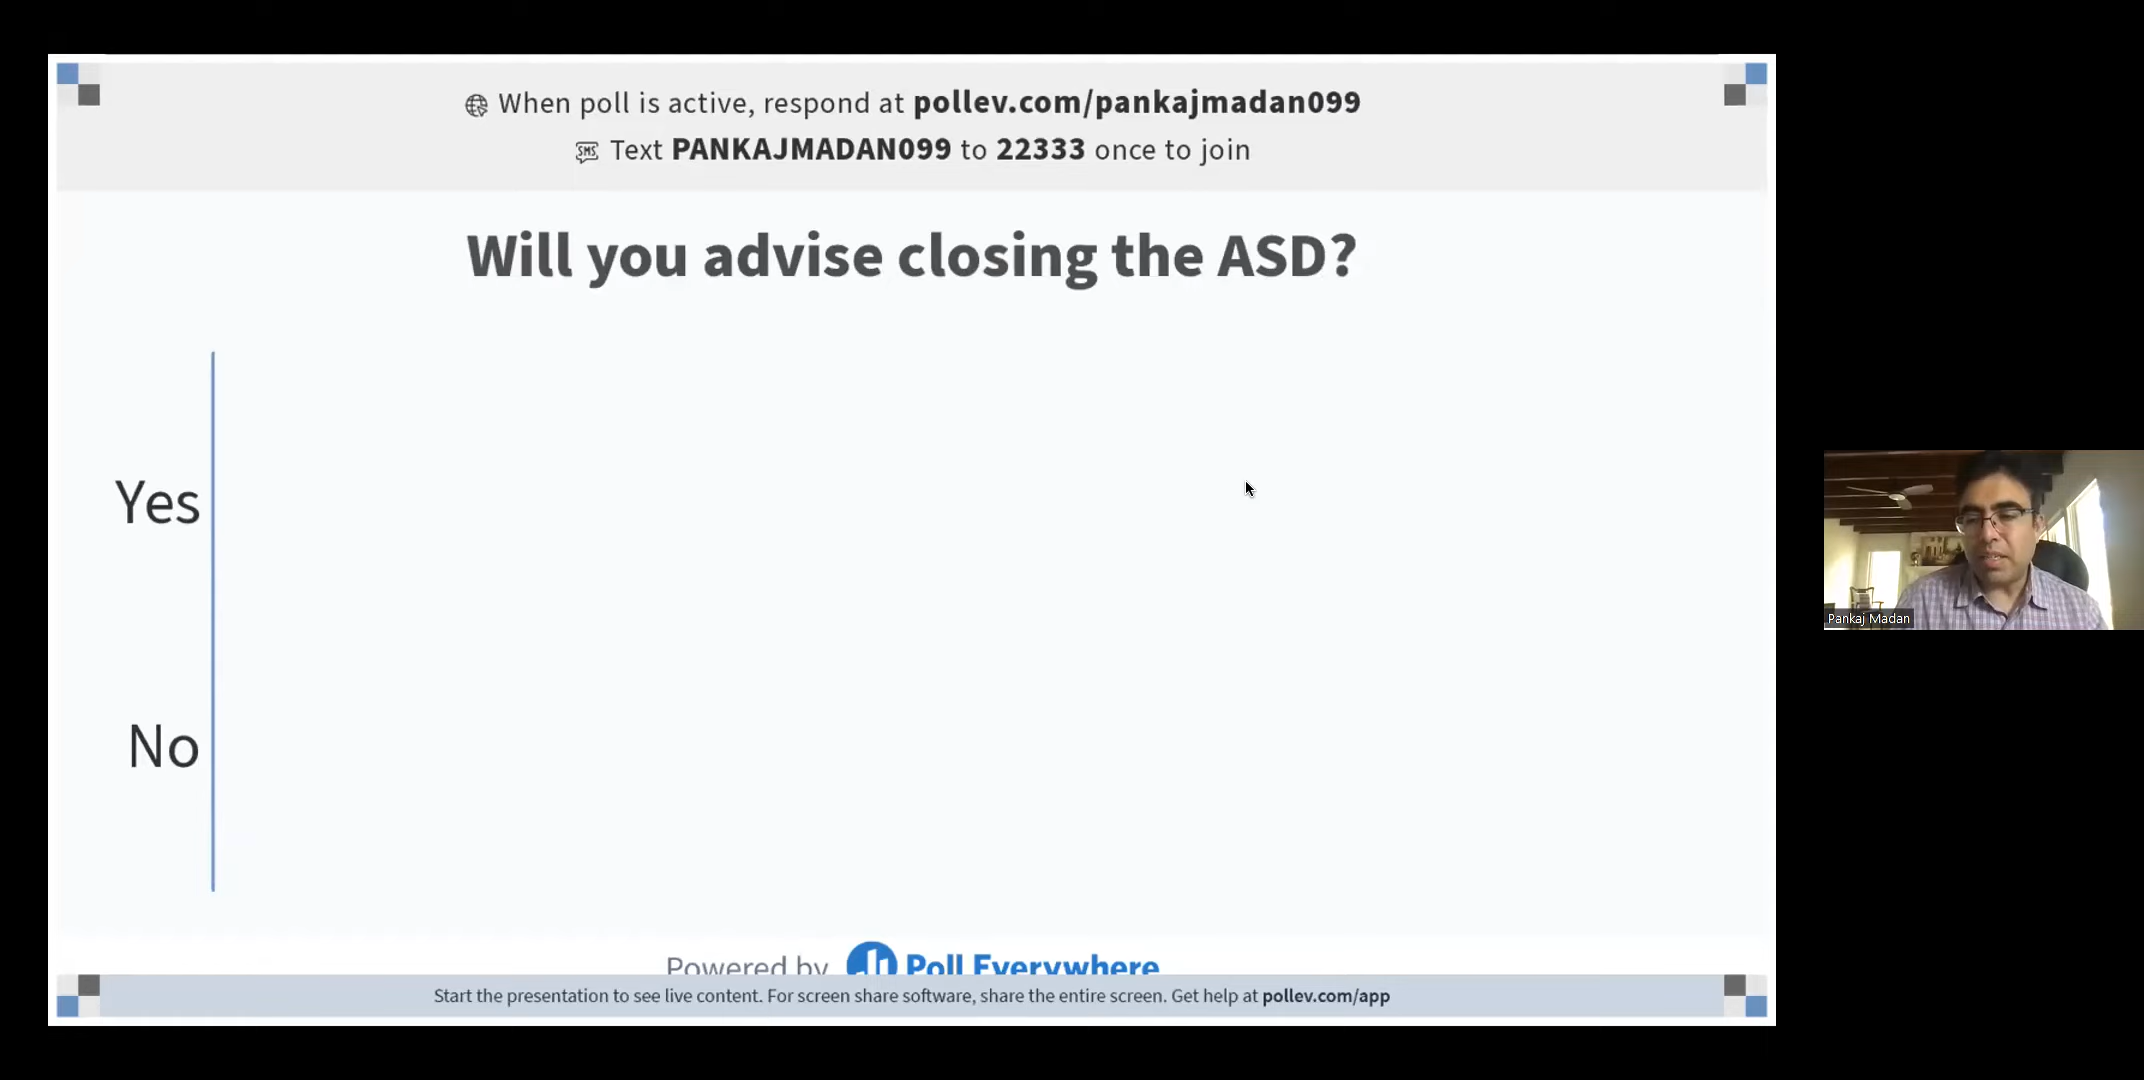 When poll is active, respond at pollev.com/pankajmadan099
SMS Text PANKAJMADAN099 to 22333 once to join
Will you advise closing the ASD?
Yes
No
Pankaj Madan
Powered by Poll Everywhere
Start the presentation to see live content. For screen share software, share the entire screen. Get help at pollev.com/app